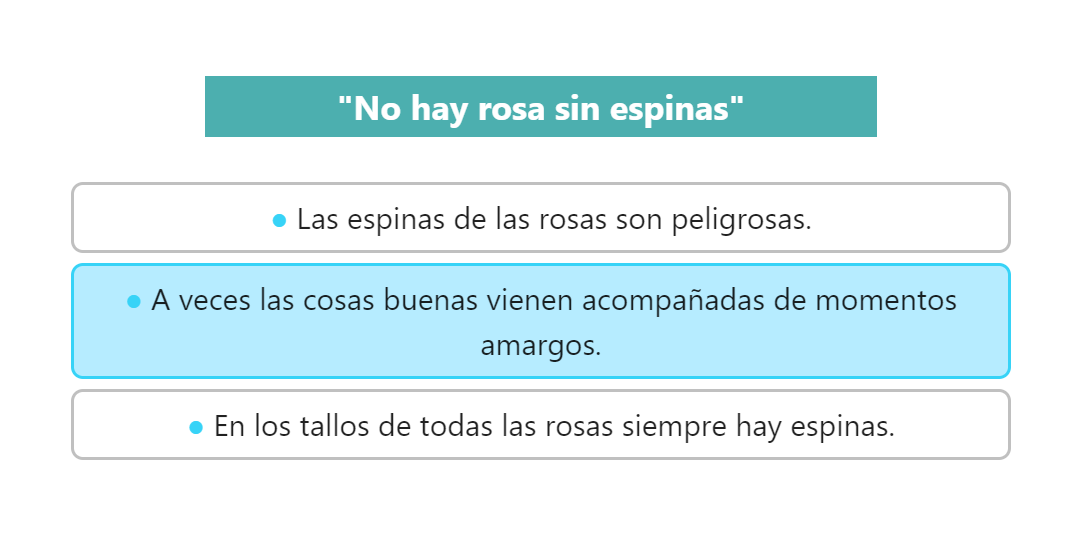 "No hay rosa sin espinas"
● Las espinas de las rosas son peligrosas.
● A veces las cosas buenas vienen acompañadas de momentos
amargos.
● En los tallos de todas las rosas siempre hay espinas.